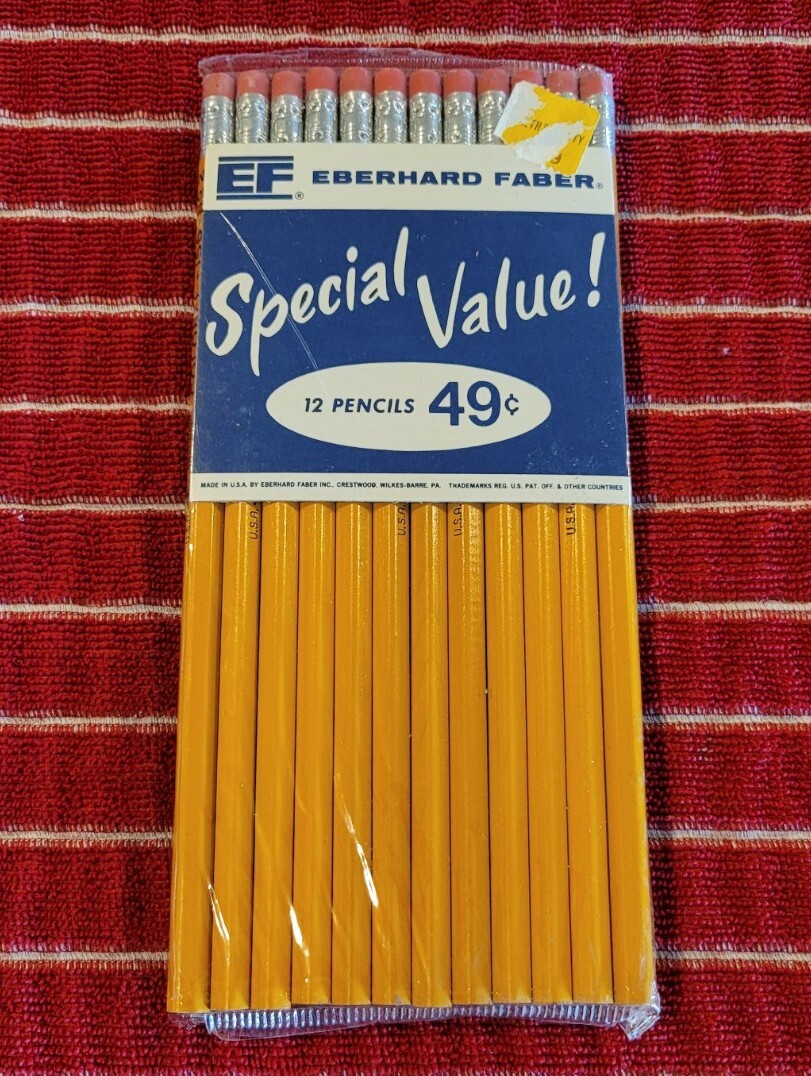 EF® EBERHARD FABER®
Special Value!
12 PENCILS 49¢
MADE IN U.S.A. BY EBERHARD FABER INC., CRESTWOOD, WILKES-BARRE, PA. TRADEMARKS REG. U.S. PAT. OFF. & OTHER COUNTRIES
U.S.A.
U.S.A.
U.S.A.
U.S.A.